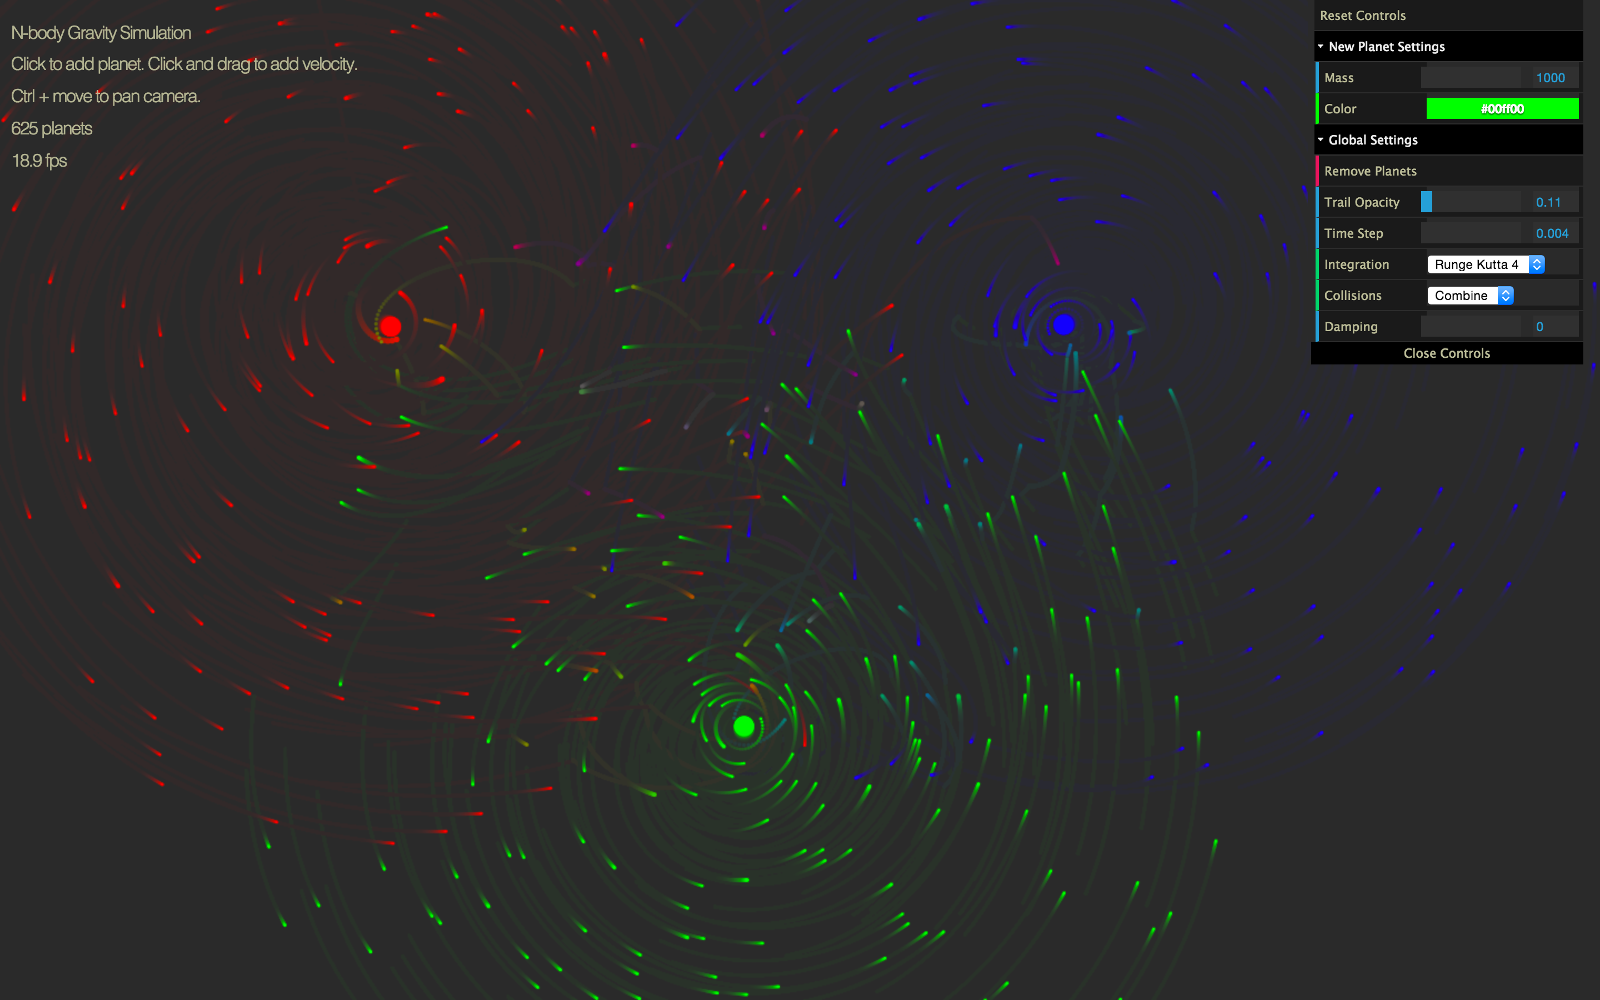 N-body Gravity Simulation
Click to add planet. Click and drag to add velocity.
Ctrl + move to pan camera.
625 planets
18.9 fps
Reset Controls
New Planet Settings
Mass 1000
Color #00ff00
Global Settings
Remove Planets
Trail Opacity 0.11
Time Step 0.004
Integration Runge Kutta 4
Collisions Combine
Damping 0
Close Controls